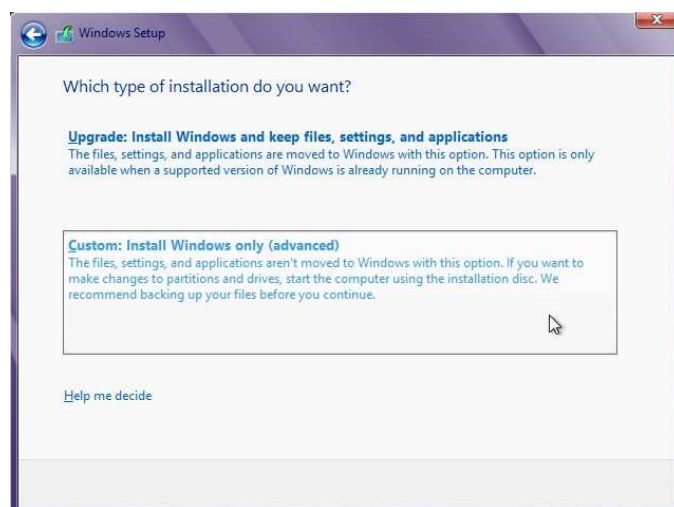 Windows Setup
Which type of installation do you want?
Upgrade: Install Windows and keep files, settings, and applications
The files, settings, and applications are moved to Windows with this option. This option is only
available when a supported version of Windows is already running on the computer.
Custom: Install Windows only (advanced)
The files, settings, and applications aren't moved to Windows with this option. If you want to
make changes to partitions and drives, start the computer using the installation disc. We
recommend backing up your files before you continue.
Help me decide